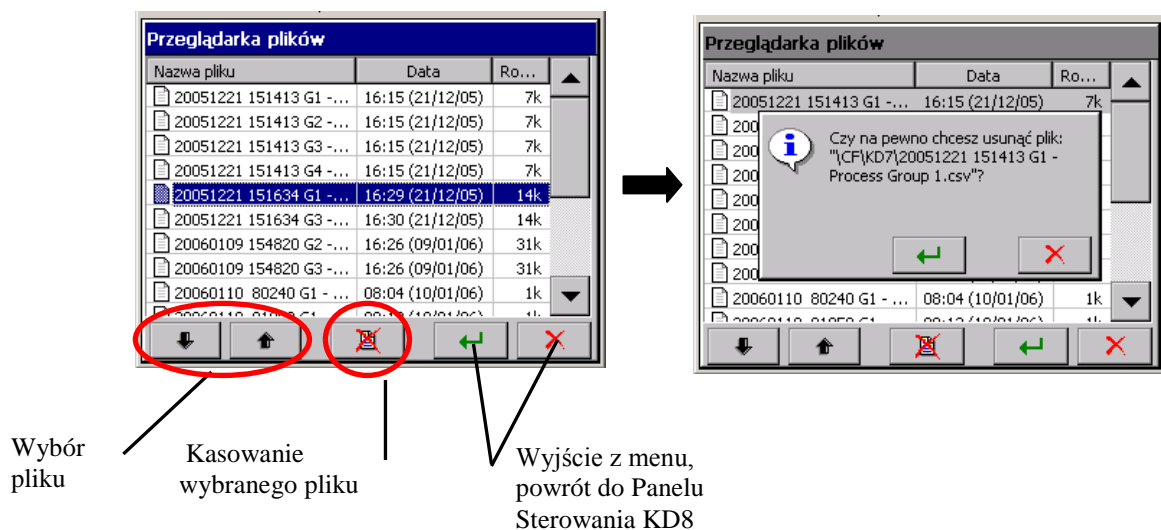 Przeglądarka plików
Nazwa pliku Data Ro...
20051221 151413 G1 -... 16:15 (21/12/05) 7k
20051221 151413 G2 -... 16:15 (21/12/05) 7k
20051221 151413 G3 -... 16:15 (21/12/05) 7k
20051221 151413 G4 -... 16:15 (21/12/05) 7k
20051221 151634 G1 -... 16:29 (21/12/05) 14k
20051221 151634 G3 -... 16:30 (21/12/05) 14k
20060109 154820 G2 -... 16:26 (09/01/06) 31k
20060109 154820 G3 -... 16:26 (09/01/06) 31k
20060110 80240 G1 - ... 08:04 (10/01/06) 1k
Przeglądarka plików
Nazwa pliku Data Ro...
20051221 151413 G1 -... 16:15 (21/12/05) 7k
200
200
200
200
200
200
200
Czy na pewno chcesz usunąć plik:
"\CF\KD7\20051221 151413 G1 -
Process Group 1.csv"?
20060110 80240 G1 - ... 08:04 (10/01/06) 1k
Wybór
pliku
Kasowanie
wybranego pliku
Wyjście z menu,
powrót do Panelu
Sterowania KD8